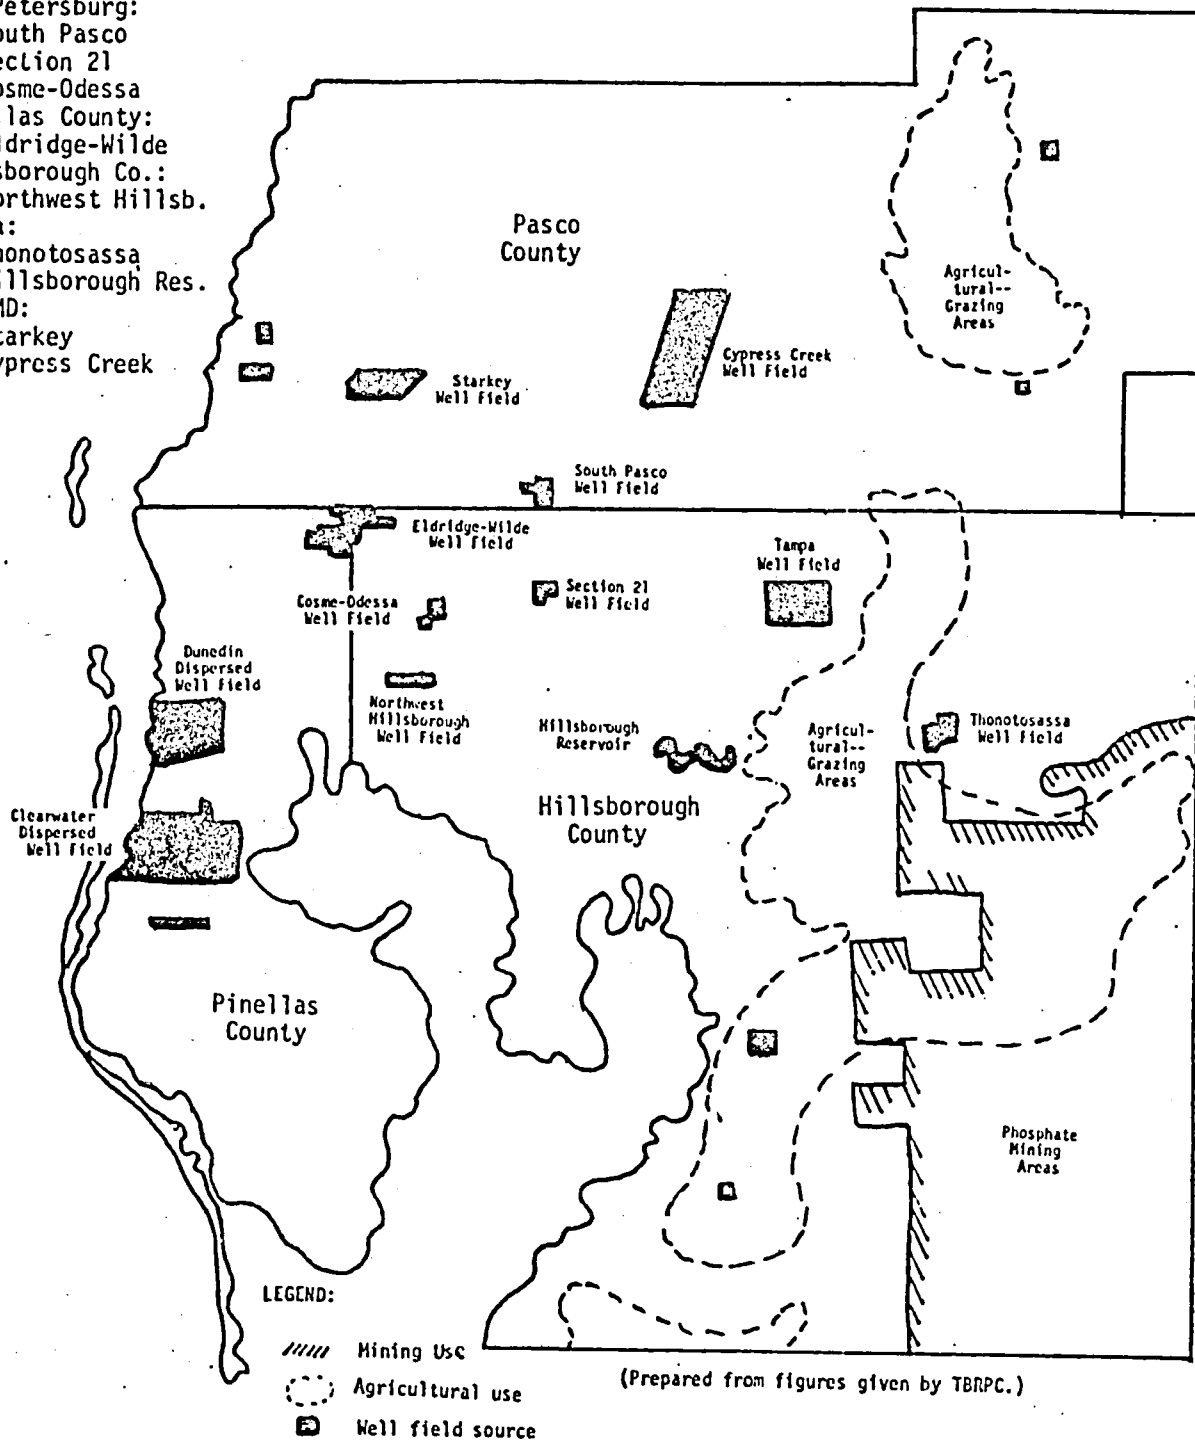 Petersburg:
outh Pasco
ection 21
osme-Odessa
llas County:
ldridge-Wilde
sborough Co.:
orthwest Hillsb.
a:
honotosassa
illsborough Res.
MD:
tarkey
ypress Creek
Pasco
County
Agricul-
tural--
Grazing
Areas
Cypress Creek
Well Field
Starkey
Well Field
South Pasco
Well Field
Eldridge-Wilde
Well Field
Tampa
Well Field
Section 21
Well Field
Cosme-Odessa
Well Field
Dunedin
Dispersed
Well Field
Northwest
Hillsborough
Well Field
Hillsborough
Reservoir
Agricul-
tural--
Grazing
Areas
Thonotosassa
Well Field
Clearwater
Dispersed
Well Field
Hillsborough
County
Pinellas
County
Phosphate
Mining
Areas
LEGEND:
Mining Use
Agricultural use
Well field source
(Prepared from figures given by TBRPC.)